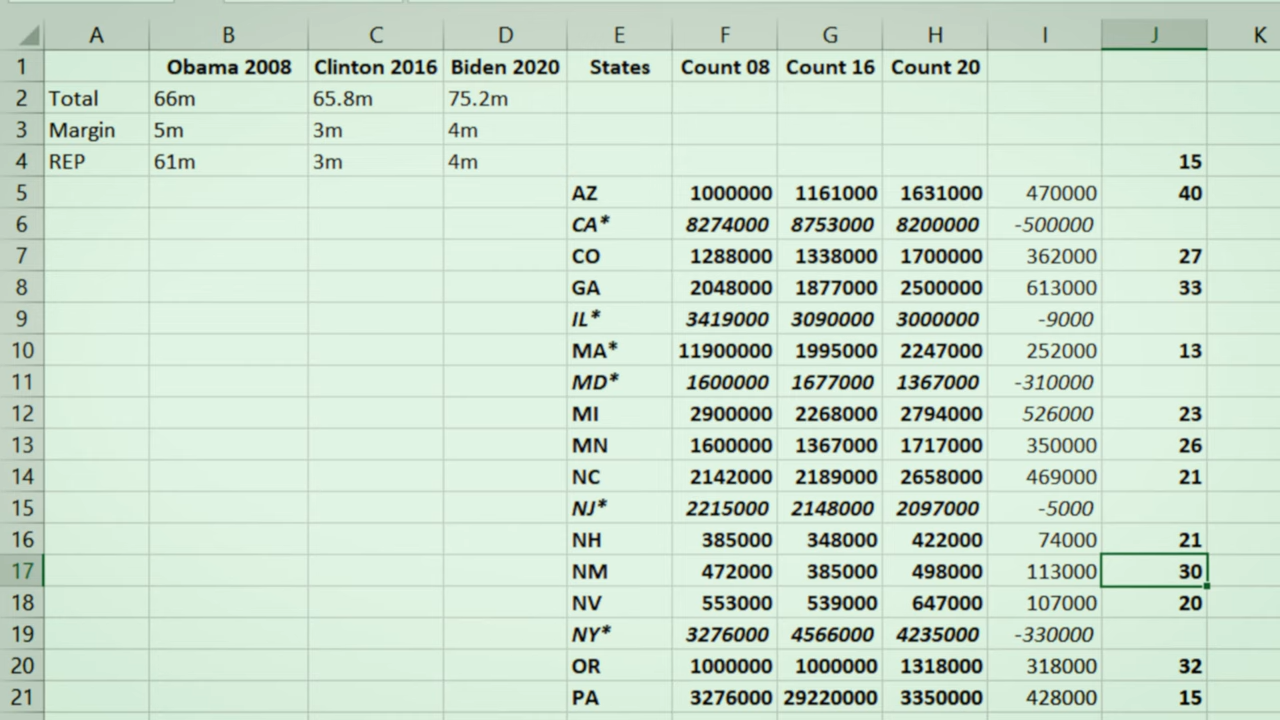 A B C D E F G H I J K
1 Obama 2008 Clinton 2016 Biden 2020 States Count 08 Count 16 Count 20
2 Total 66m 65.8m 75.2m
3 Margin 5m 3m 4m
4 REP 61m 3m 4m 15
5 AZ 1000000 1161000 1631000 470000 40
6 CA* 8274000 8753000 8200000 -500000
7 CO 1288000 1338000 1700000 362000 27
8 GA 2048000 1877000 2500000 613000 33
9 IL* 3419000 3090000 3000000 -9000
10 MA* 11900000 1995000 2247000 252000 13
11 MD* 1600000 1677000 1367000 -310000
12 MI 2900000 2268000 2794000 526000 23
13 MN 1600000 1367000 1717000 350000 26
14 NC 2142000 2189000 2658000 469000 21
15 NJ* 2215000 2148000 2097000 -5000
16 NH 385000 348000 422000 74000 21
17 NM 472000 385000 498000 113000 30
18 NV 553000 539000 647000 107000 20
19 NY* 3276000 4566000 4235000 -330000
20 OR 1000000 1000000 1318000 318000 32
21 PA 3276000 29220000 3350000 428000 15